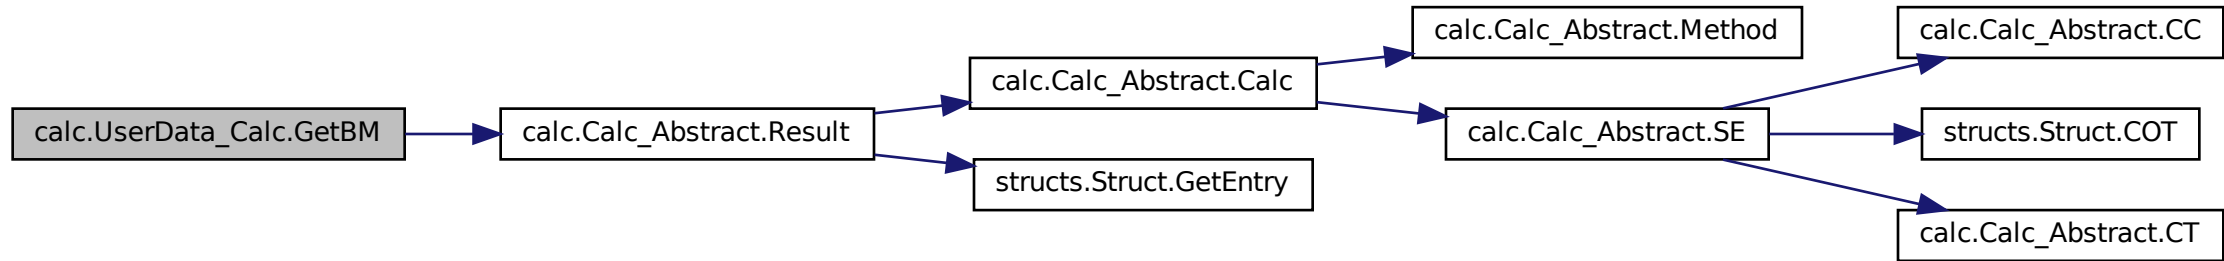 calc.UserData_Calc.GetBM
calc.Calc_Abstract.Result
calc.Calc_Abstract.Calc
structs.Struct.GetEntry
calc.Calc_Abstract.Method
calc.Calc_Abstract.SE
calc.Calc_Abstract.CC
structs.Struct.COT
calc.Calc_Abstract.CT